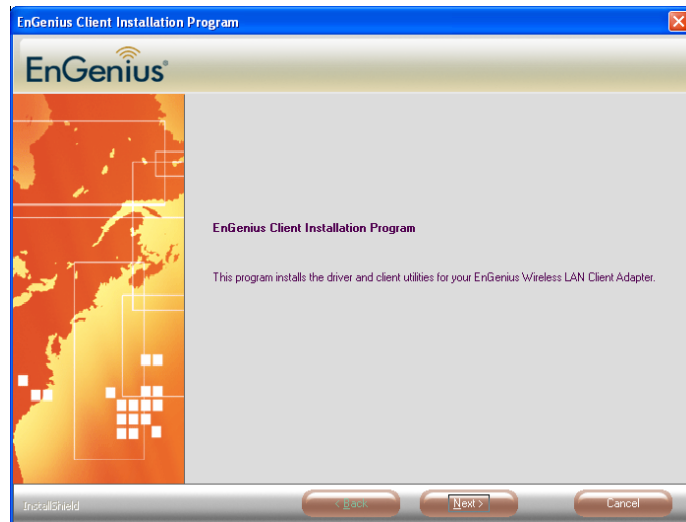 EnGenius Client Installation Program
EnGenius®
EnGenius Client Installation Program
This program installs the driver and client utilities for your EnGenius Wireless LAN Client Adapter.
InstallShield
< Back
Next >
Cancel